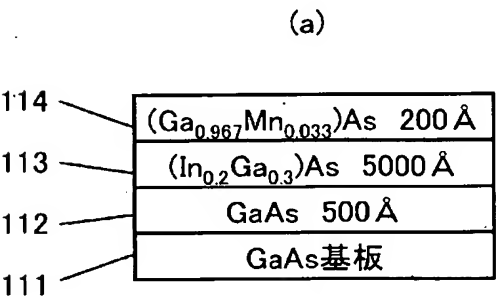 (a)
114 (Ga₀.₉₆₇Mn₀.₀₃₃)As 200Å
113 (In₀.₂Ga₀.₃)As 5000Å
112 GaAs 500Å
111 GaAs基板